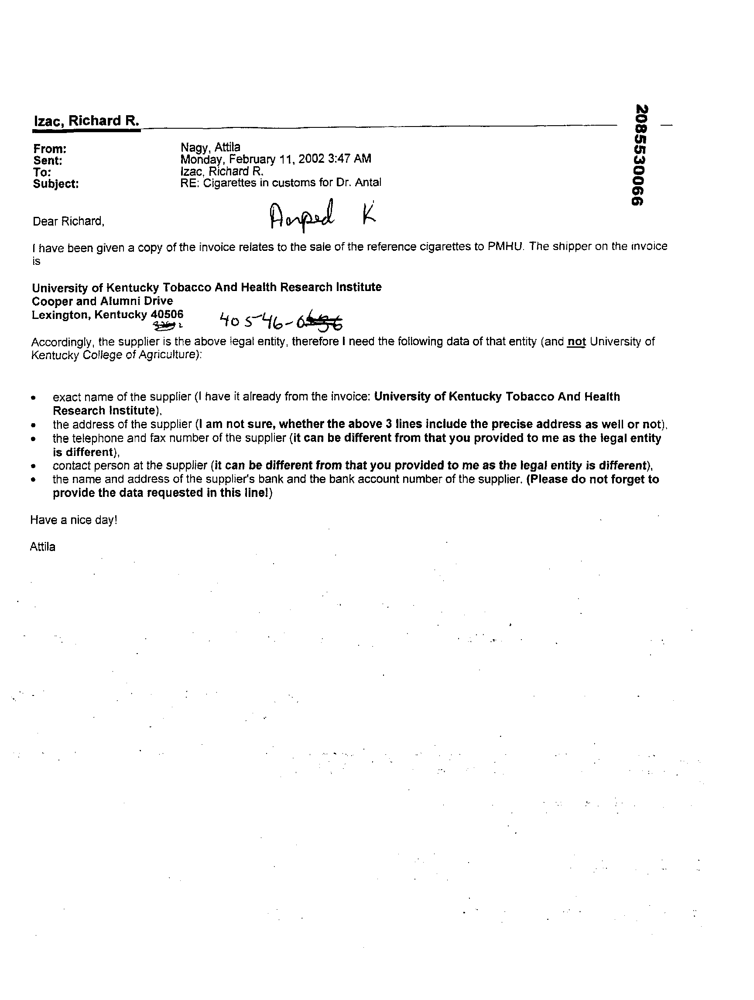 Izac, Richard R.
2085530066
From: Nagy, Attila
Sent: Monday, February 11, 2002 3:47 AM
To: Izac, Richard R.
Subject: RE: Cigarettes in customs for Dr. Antal
K
Dear Richard,
I have been given a copy of the invoice relates to the sale of the reference cigarettes to PMHU. The shipper on the invoice
is
University of Kentucky Tobacco And Health Research Institute
Cooper and Alumni Drive
Lexington, Kentucky 40506
40546-0
Accordingly, the supplier is the above legal entity, therefore I need the following data of that entity (and not University of
Kentucky College of Agriculture):
• exact name of the supplier (I have it already from the invoice: University of Kentucky Tobacco And Health
Research Institute),
• the address of the supplier (I am not sure, whether the above 3 lines include the precise address as well or not),
• the telephone and fax number of the supplier (it can be different from that you provided to me as the legal entity
is different),
• contact person at the supplier (it can be different from that you provided to me as the legal entity is different),
• the name and address of the supplier's bank and the bank account number of the supplier. (Please do not forget to
provide the data requested in this line!)
Have a nice day!
Attila